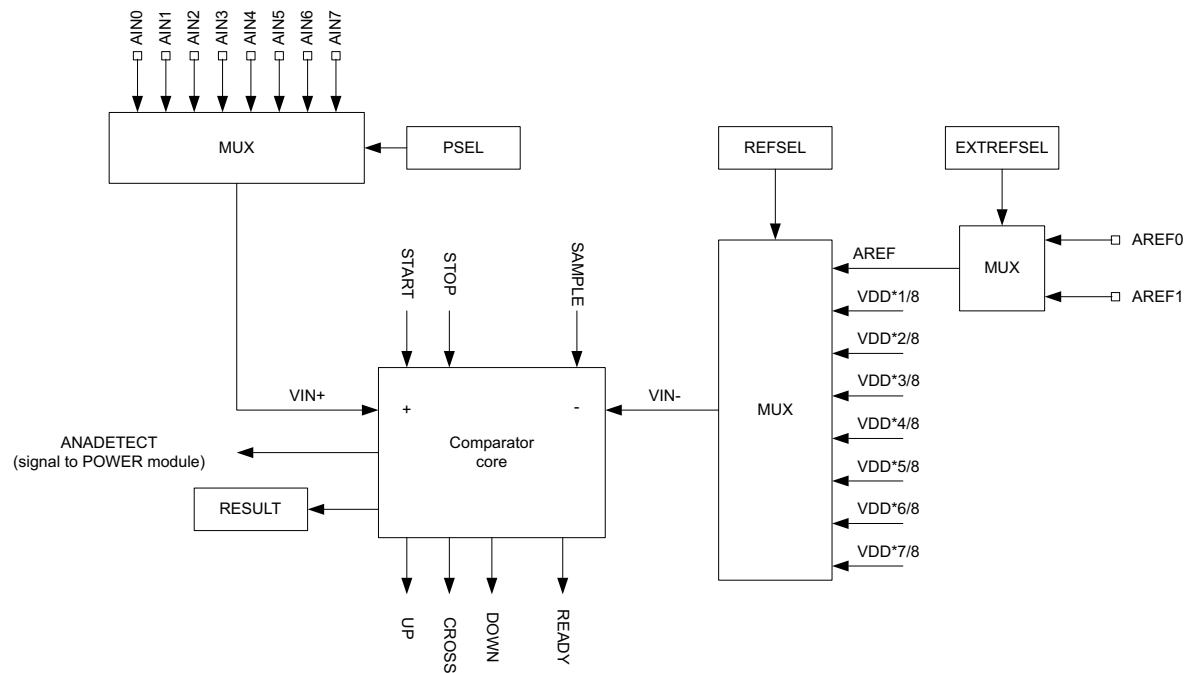 AIN0
AIN1
AIN2
AIN3
AIN4
AIN5
AIN6
AIN7
MUX
PSEL
REFSEL
EXTREFSEL
START
STOP
SAMPLE
AREF
MUX
AREF0
AREF1
VDD*1/8
VDD*2/8
VDD*3/8
VDD*4/8
VDD*5/8
VDD*6/8
VDD*7/8
MUX
VIN+
+
-
VIN-
Comparator
core
ANADETECT
(signal to POWER module)
RESULT
UP
CROSS
DOWN
READY